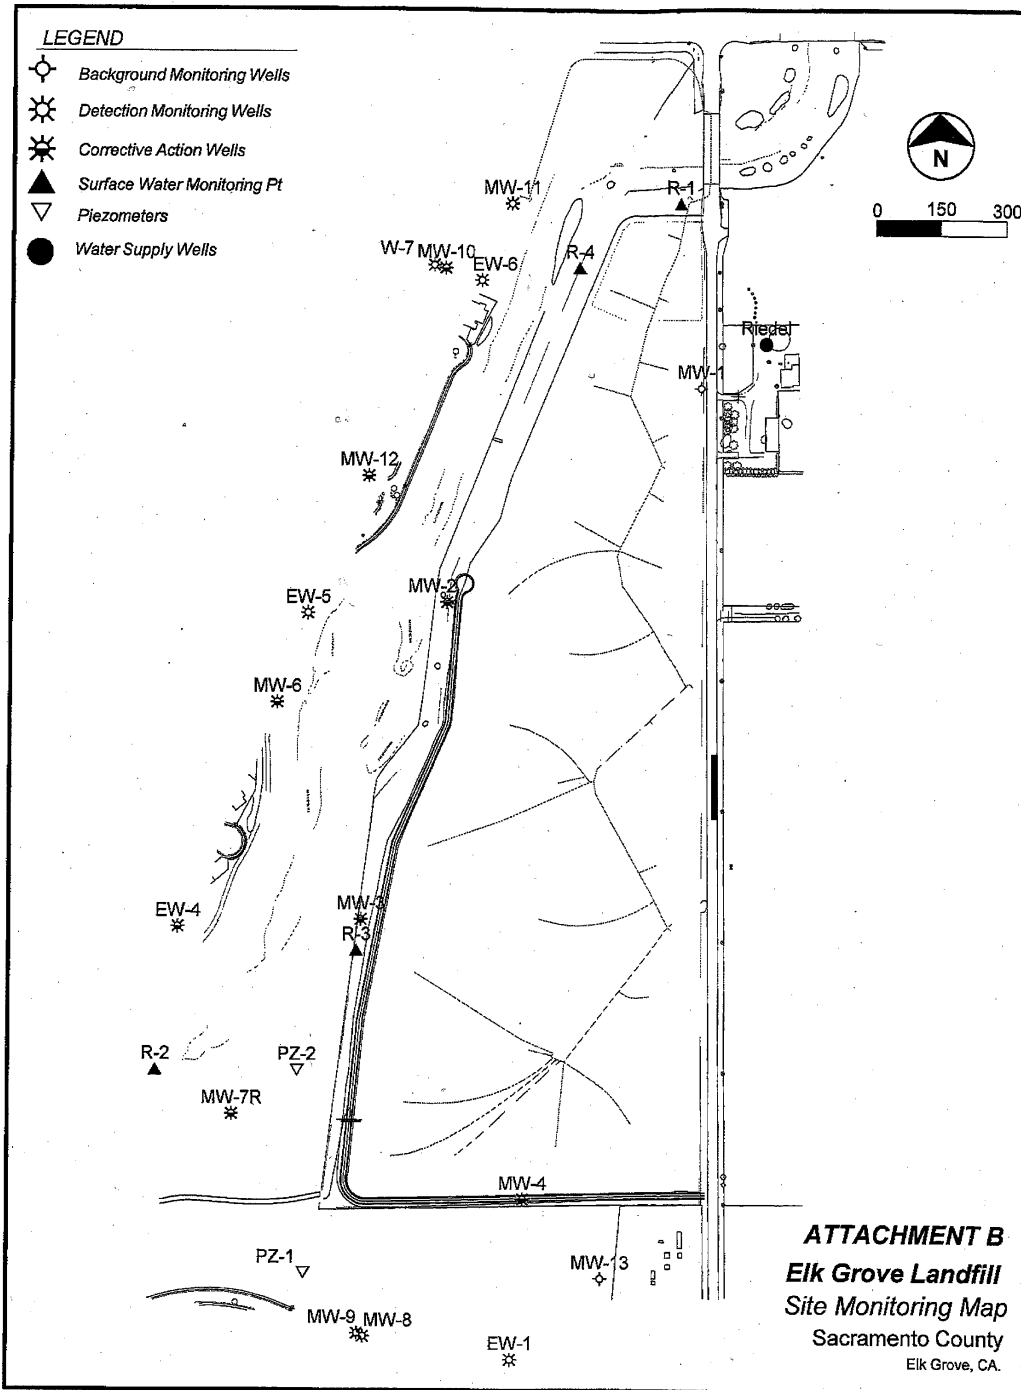 LEGEND
Background Monitoring Wells
Detection Monitoring Wells
Corrective Action Wells
Surface Water Monitoring Pt
Piezometers
Water Supply Wells
N
0 150 300
MW-11
R-1
W-7
MW-10
EW-6
R-4
Riedel
MW-1
MW-12
MW-2
EW-5
MW-6
MW-3
EW-4
R-3
R-2
PZ-2
MW-7R
MW-4
PZ-1
MW-13
MW-9
MW-8
EW-1
ATTACHMENT B
Elk Grove Landfill
Site Monitoring Map
Sacramento County
Elk Grove, CA.